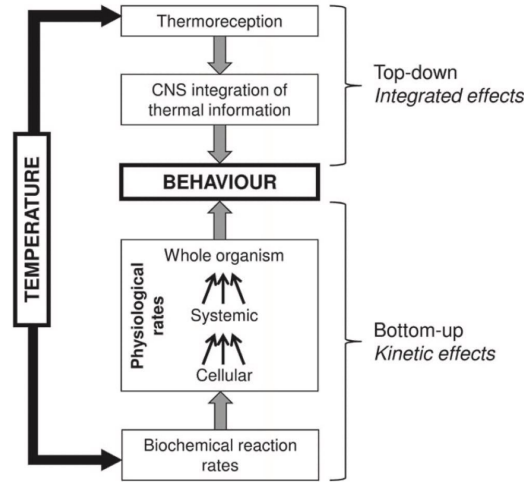 Thermoreception
CNS integration of
thermal information
Top-down
Integrated effects
TEMPERATURE
BEHAVIOUR
Physiological
rates
Whole organism
Systemic
Cellular
Bottom-up
Kinetic effects
Biochemical reaction
rates